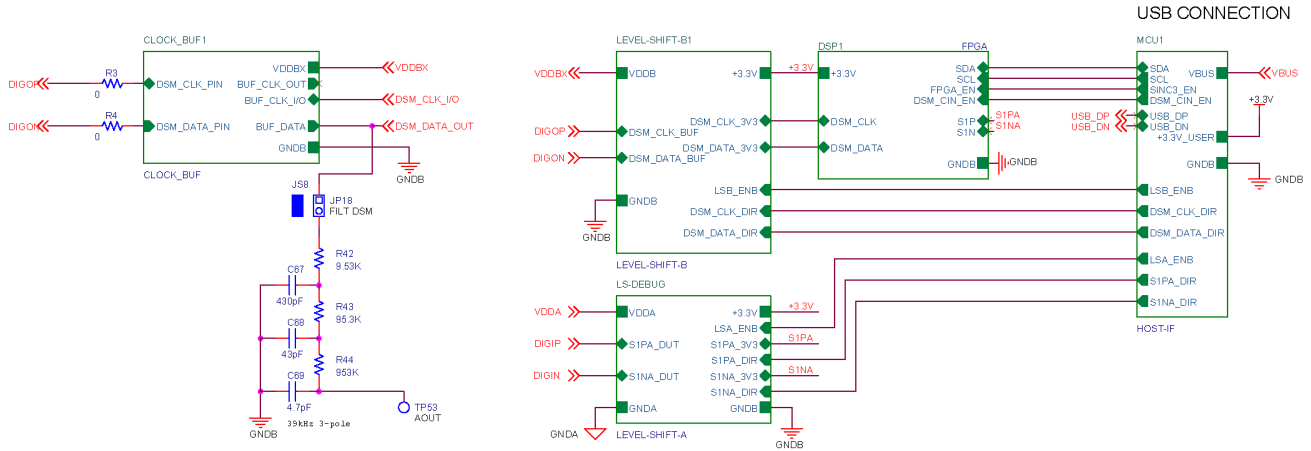 USB CONNECTION
CLOCK_BUF1
DIGOP
R3
0
DSM_CLK_PIN
VDDBX
VDDBX
BUF_CLK_OUT
BUF_CLK_I/O
DSM_CLK_I/O
DIGON
R4
0
DSM_DATA_PIN
BUF_DATA
DSM_DATA_OUT
GNDB
GNDB
CLOCK_BUF
JS8
JP18
FILT DSM
R42
9.53K
C67
430pF
R43
95.3K
C68
43pF
R44
953K
C69
4.7pF
39kHz 3-pole
GNDB
TP53
AOUT
LEVEL-SHIFT-B1
VDDBX
VDDB
+3.3V
+3.3V
DIGOP
DSM_CLK_BUF
DSM_CLK_3V3
DIGON
DSM_DATA_BUF
DSM_DATA_3V3
LSB_ENB
GNDB
GNDB
DSM_CLK_DIR
DSM_DATA_DIR
LEVEL-SHIFT-B
DSP1
FPGA
+3.3V
SDA
SCL
FPGA_EN
DSM_CIN_EN
DSM_CLK
S1P
S1PA
S1N
S1NA
DSM_DATA
GNDB
GNDB
MCU1
SDA
SCL
SINC3_EN
DSM_CIN_EN
VBUS
VBUS
+3.3V
USB_DP
USB_DP
USB_DN
USB_DN
+3.3V_USER
GNDB
GNDB
LSB_ENB
DSM_CLK_DIR
DSM_DATA_DIR
LSA_ENB
S1PA_DIR
S1NA_DIR
HOST-IF
LS-DEBUG
VDDA
VDDA
+3.3V
+3.3V
LSA_ENB
DIGIP
S1PA_DUT
S1PA_3V3
S1PA
S1PA_DIR
DIGIN
S1NA_DUT
S1NA_3V3
S1NA
S1NA_DIR
GNDA
GNDA
GNDB
GNDB
LEVEL-SHIFT-A